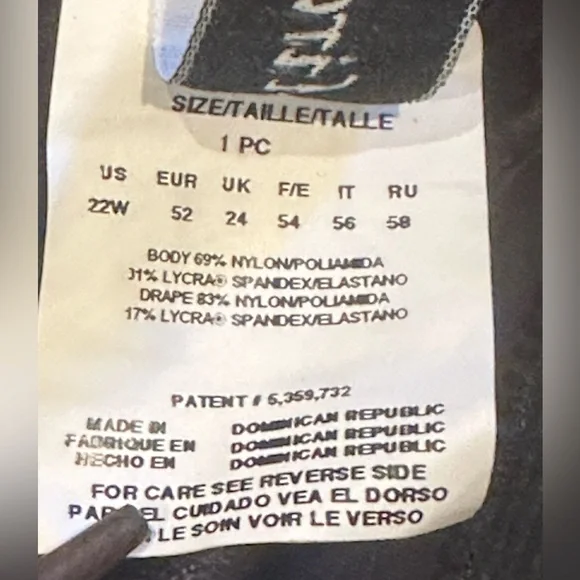 SIZE/TAILLE/TALLE
1 PC
US EUR UK F/E IT RU
22W 52 24 54 56 58
BODY 69% NYLON/POLIAMIDA
31% LYCRA® SPANDEX/ELASTANO
DRAPE 83% NYLON/POLIAMIDA
17% LYCRA® SPANDEX/ELASTANO
PATENT # 5,359,732
MADE IN DOMINICAN REPUBLIC
FABRIQUE EN DOMINICAN REPUBLIC
HECHO EN DOMINICAN REPUBLIC
FOR CARE SEE REVERSE SIDE
EL CUIDADO VEA EL DORSO
LE SOIN VOIR LE VERSO